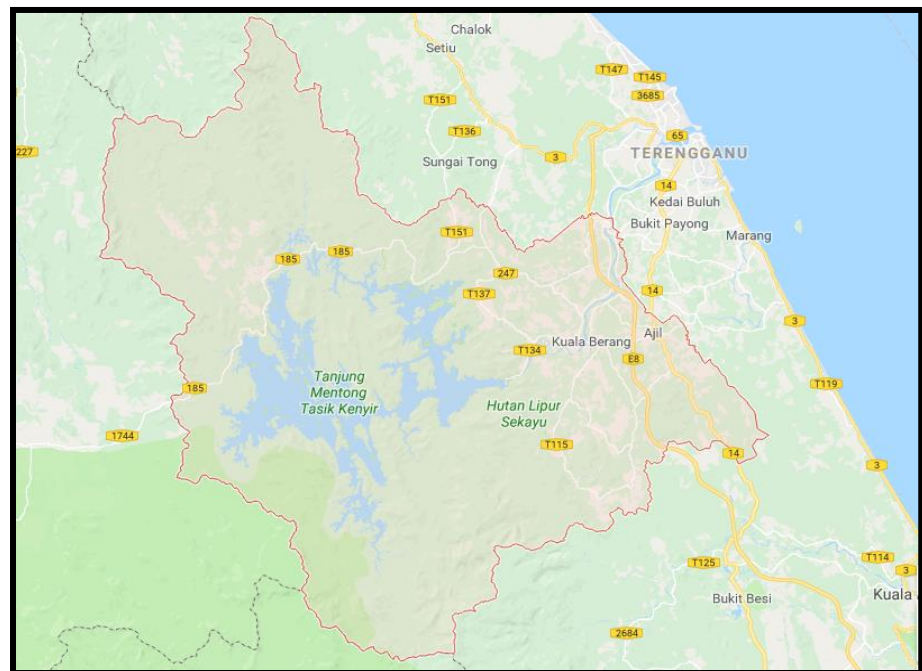 Chalok
Setiu
T147
T145
3685
T151
T136
65
227
3
Sungai Tong
TERENGGANU
14
Kedai Buluh
Bukit Payong
T151
Marang
185
185
247
T137
14
3
Ajil
Kuala Berang
T134
E8
185
Tanjung
Mentong
Tasik Kenyir
T119
Hutan Lipur
Sekayu
1744
T115
14
3
T125
T114
3
Bukit Besi
Kuala
2684